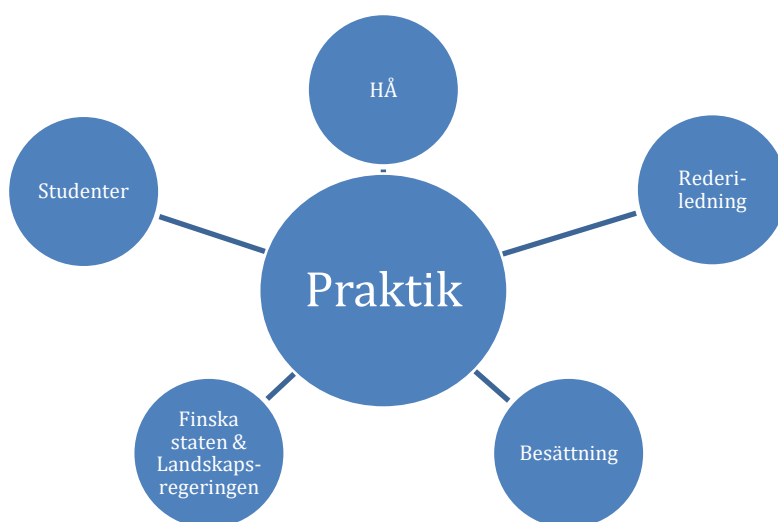 HÅ
Studenter
Rederi-
ledning
Praktik
Finska
staten &
Landskaps-
regeringen
Besättning